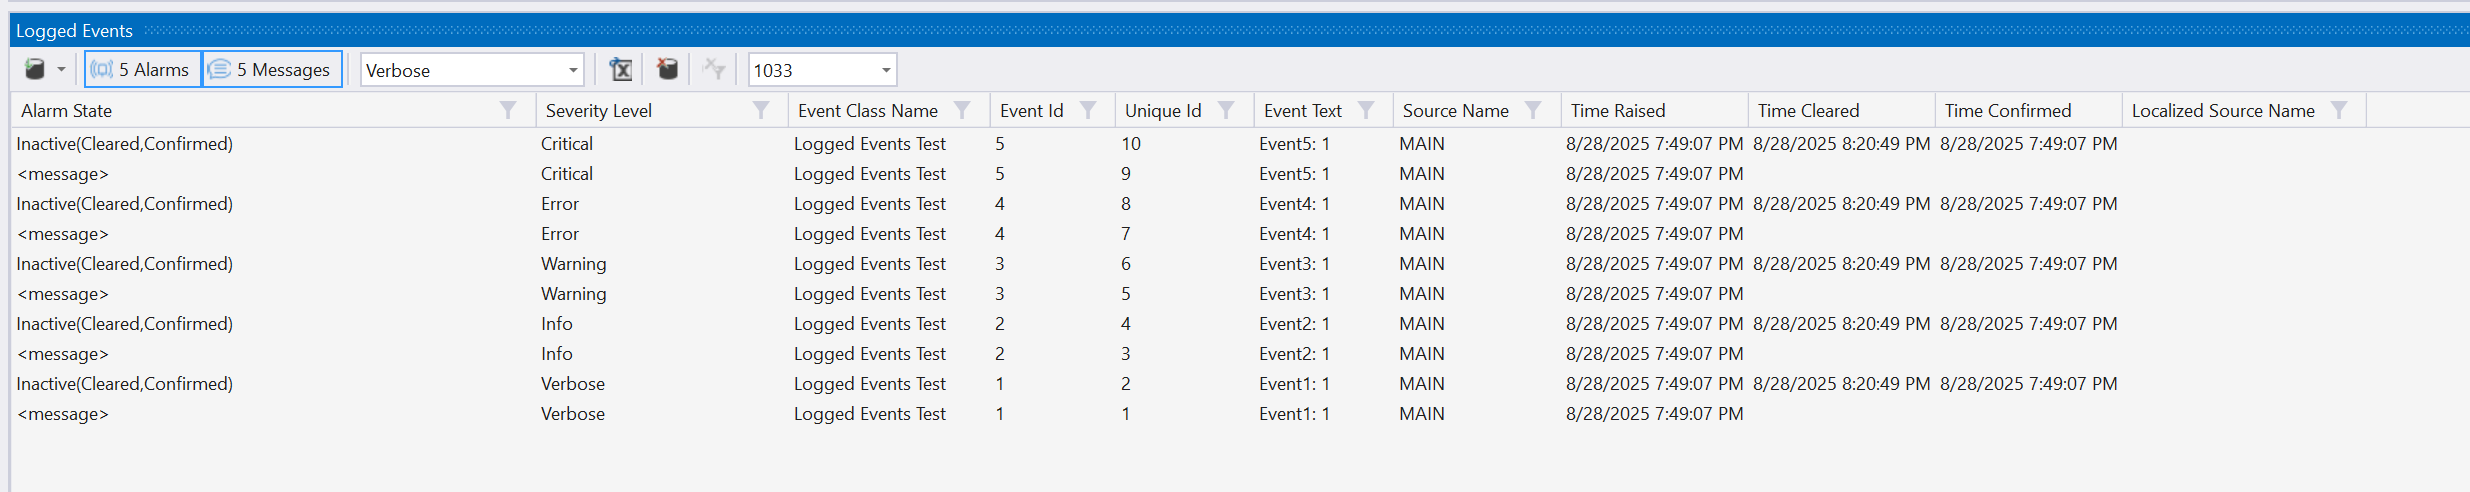 Logged Events
5 Alarms 5 Messages Verbose 1033
Alarm State Severity Level Event Class Name Event Id Unique Id Event Text Source Name Time Raised Time Cleared Time Confirmed Localized Source Name
Inactive(Cleared,Confirmed) Critical Logged Events Test 5 10 Event5: 1 MAIN 8/28/2025 7:49:07 PM 8/28/2025 8:20:49 PM 8/28/2025 7:49:07 PM
<message> Critical Logged Events Test 5 9 Event5: 1 MAIN 8/28/2025 7:49:07 PM
Inactive(Cleared,Confirmed) Error Logged Events Test 4 8 Event4: 1 MAIN 8/28/2025 7:49:07 PM 8/28/2025 8:20:49 PM 8/28/2025 7:49:07 PM
<message> Error Logged Events Test 4 7 Event4: 1 MAIN 8/28/2025 7:49:07 PM
Inactive(Cleared,Confirmed) Warning Logged Events Test 3 6 Event3: 1 MAIN 8/28/2025 7:49:07 PM 8/28/2025 8:20:49 PM 8/28/2025 7:49:07 PM
<message> Warning Logged Events Test 3 5 Event3: 1 MAIN 8/28/2025 7:49:07 PM
Inactive(Cleared,Confirmed) Info Logged Events Test 2 4 Event2: 1 MAIN 8/28/2025 7:49:07 PM 8/28/2025 8:20:49 PM 8/28/2025 7:49:07 PM
<message> Info Logged Events Test 2 3 Event2: 1 MAIN 8/28/2025 7:49:07 PM
Inactive(Cleared,Confirmed) Verbose Logged Events Test 1 2 Event1: 1 MAIN 8/28/2025 7:49:07 PM 8/28/2025 8:20:49 PM 8/28/2025 7:49:07 PM
<message> Verbose Logged Events Test 1 1 Event1: 1 MAIN 8/28/2025 7:49:07 PM